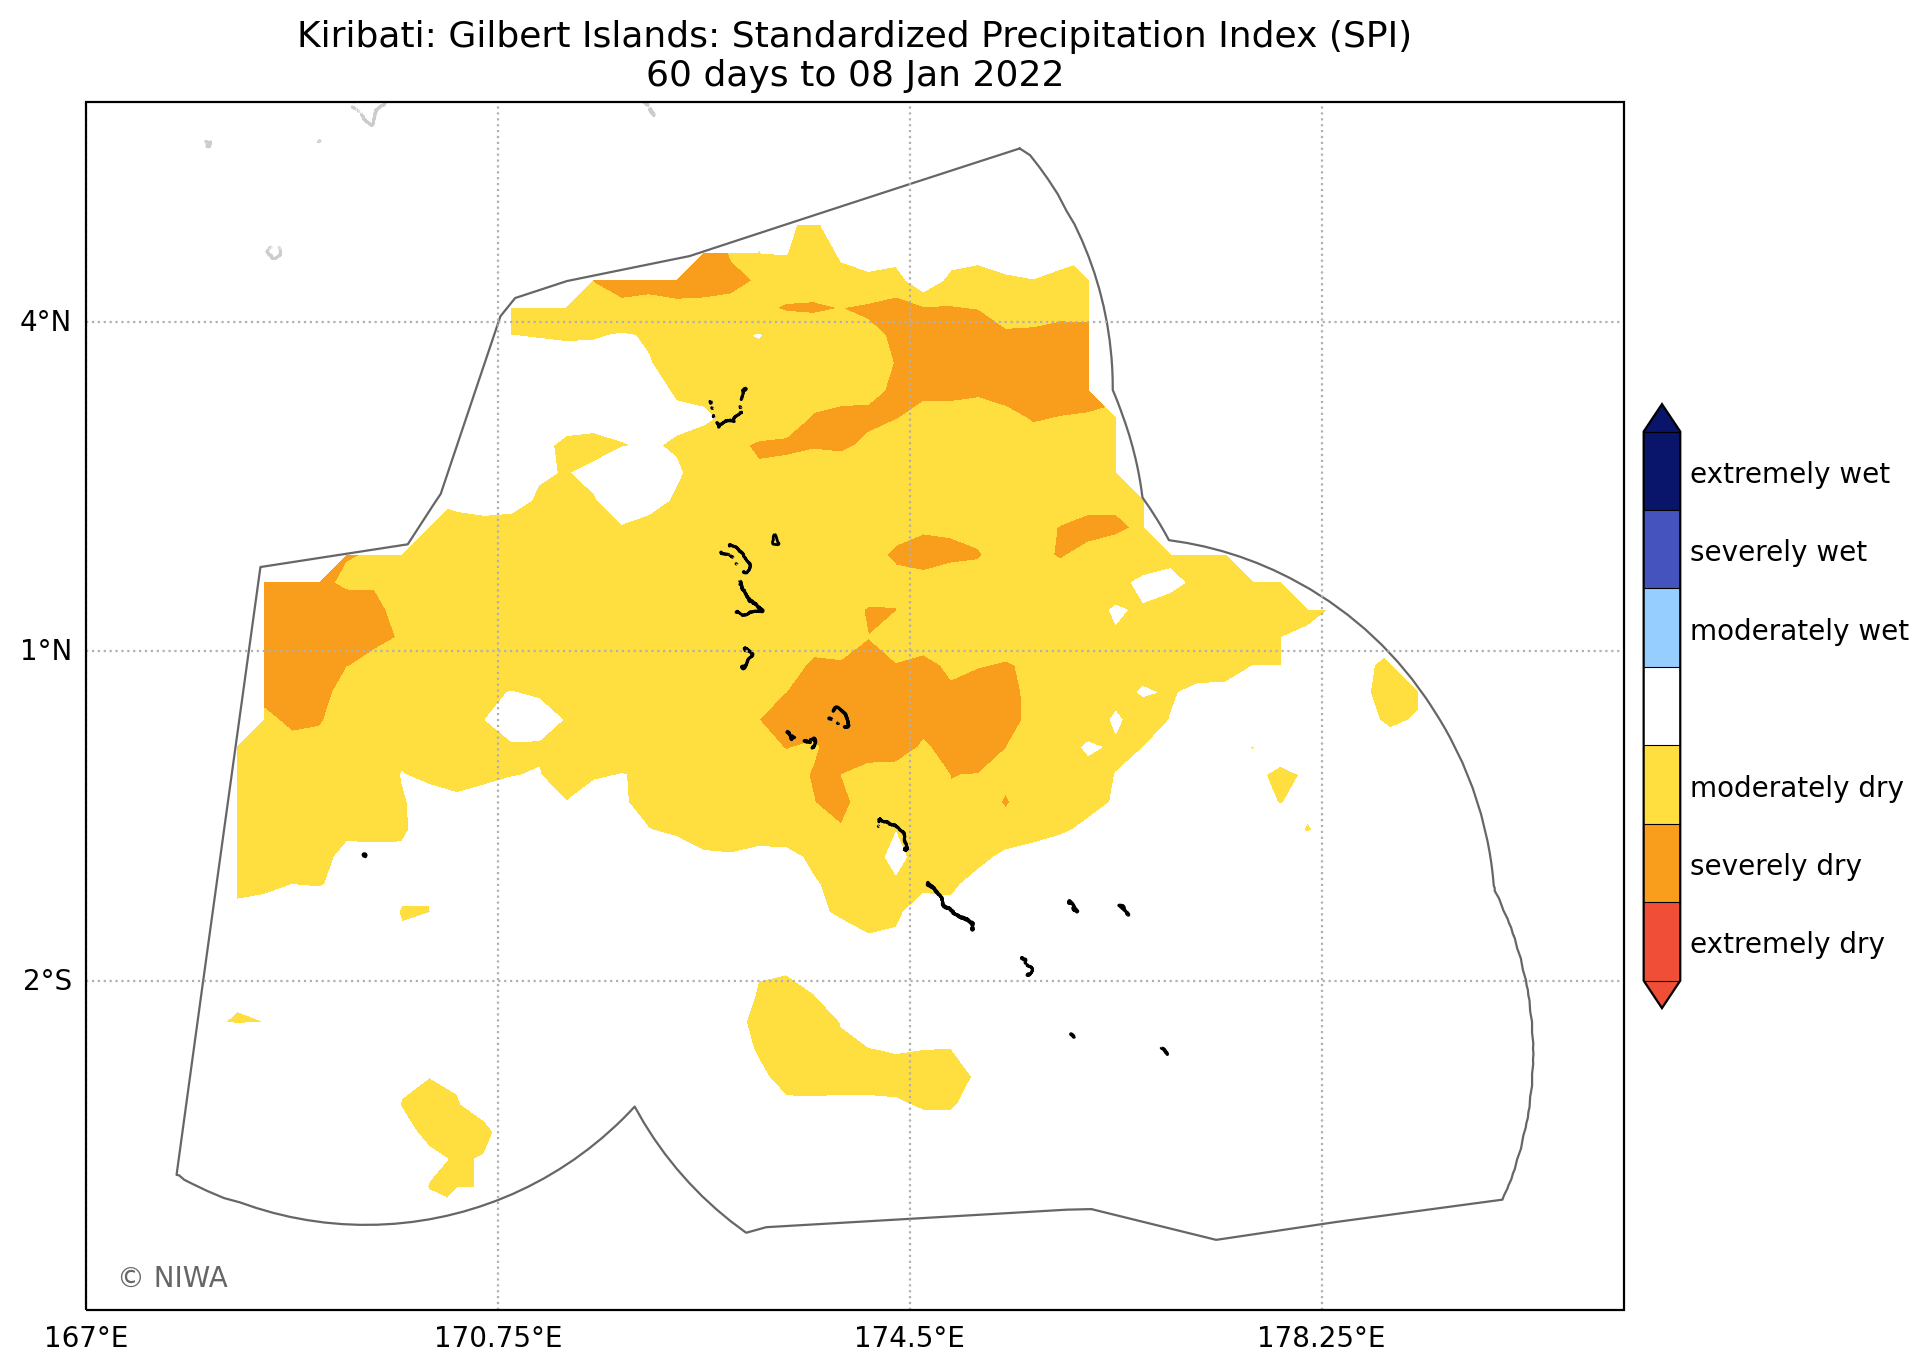 Kiribati: Gilbert Islands: Standardized Precipitation Index (SPI)
60 days to 08 Jan 2022
4°N
1°N
2°S
167°E
170.75°E
174.5°E
178.25°E
extremely wet
severely wet
moderately wet
moderately dry
severely dry
extremely dry
© NIWA